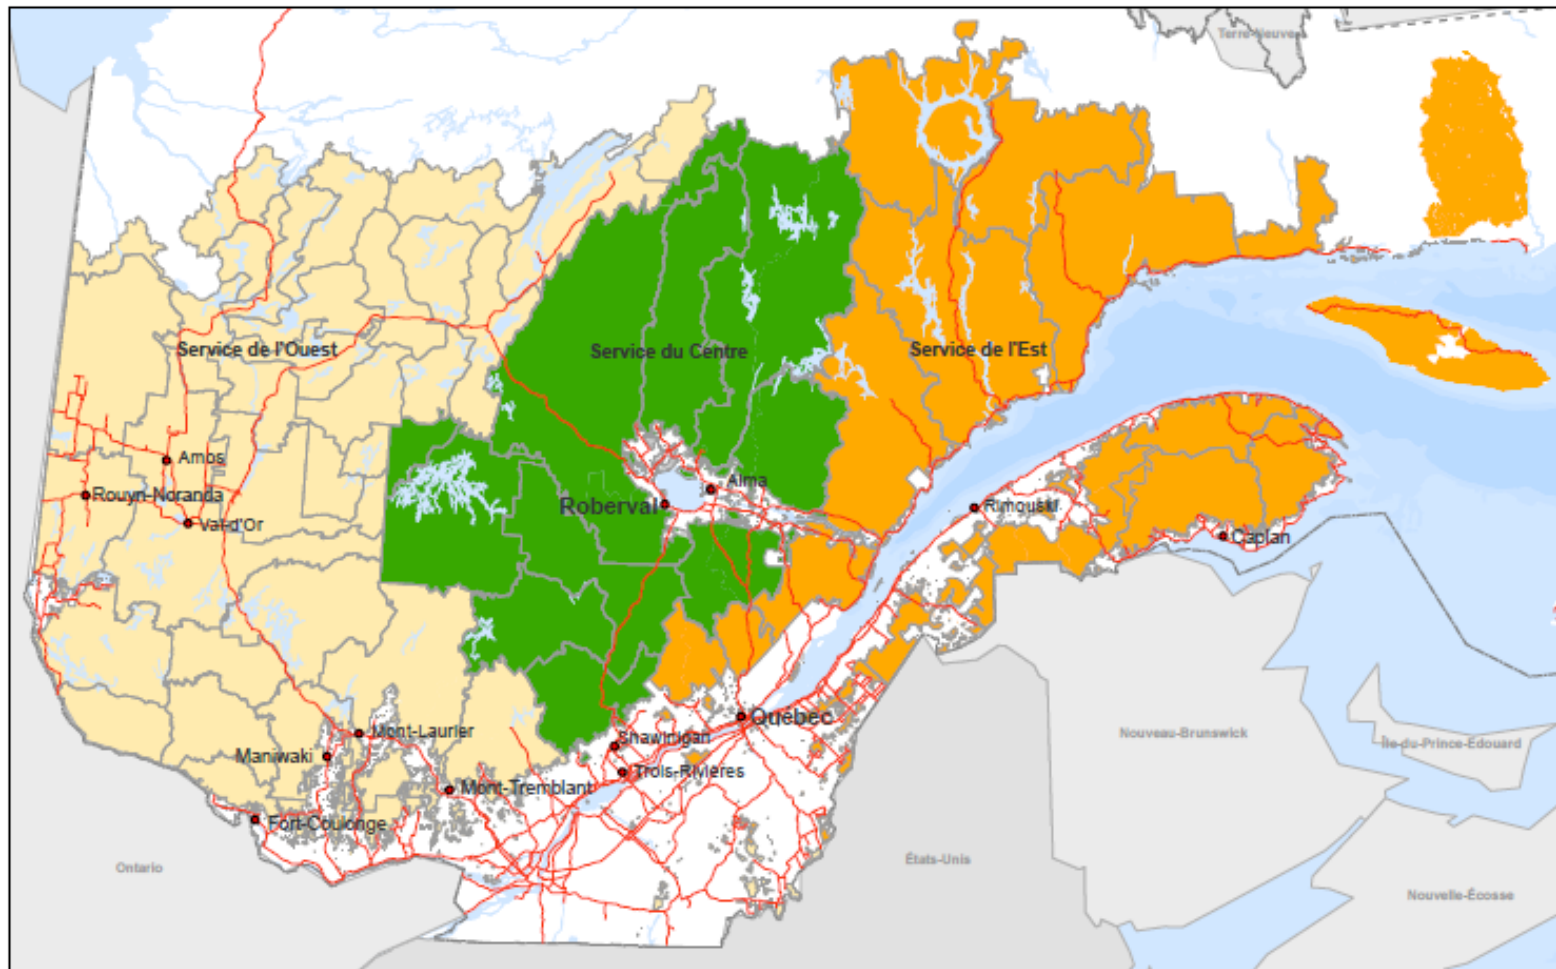 Terre-Neuve
Service de l'Ouest
Service du Centre
Service de l'Est
Amos
Rouyn-Noranda
Val-d'Or
Alma
Roberval
Rimouski
Caplan
Mont-Laurier
Maniwaki
Québec
Shawinigan
Trois-Rivières
Mont-Tremblant
Fort-Coulonge
Nouveau-Brunswick
Île-du-Prince-Édouard
Ontario
États-Unis
Nouvelle-Écosse